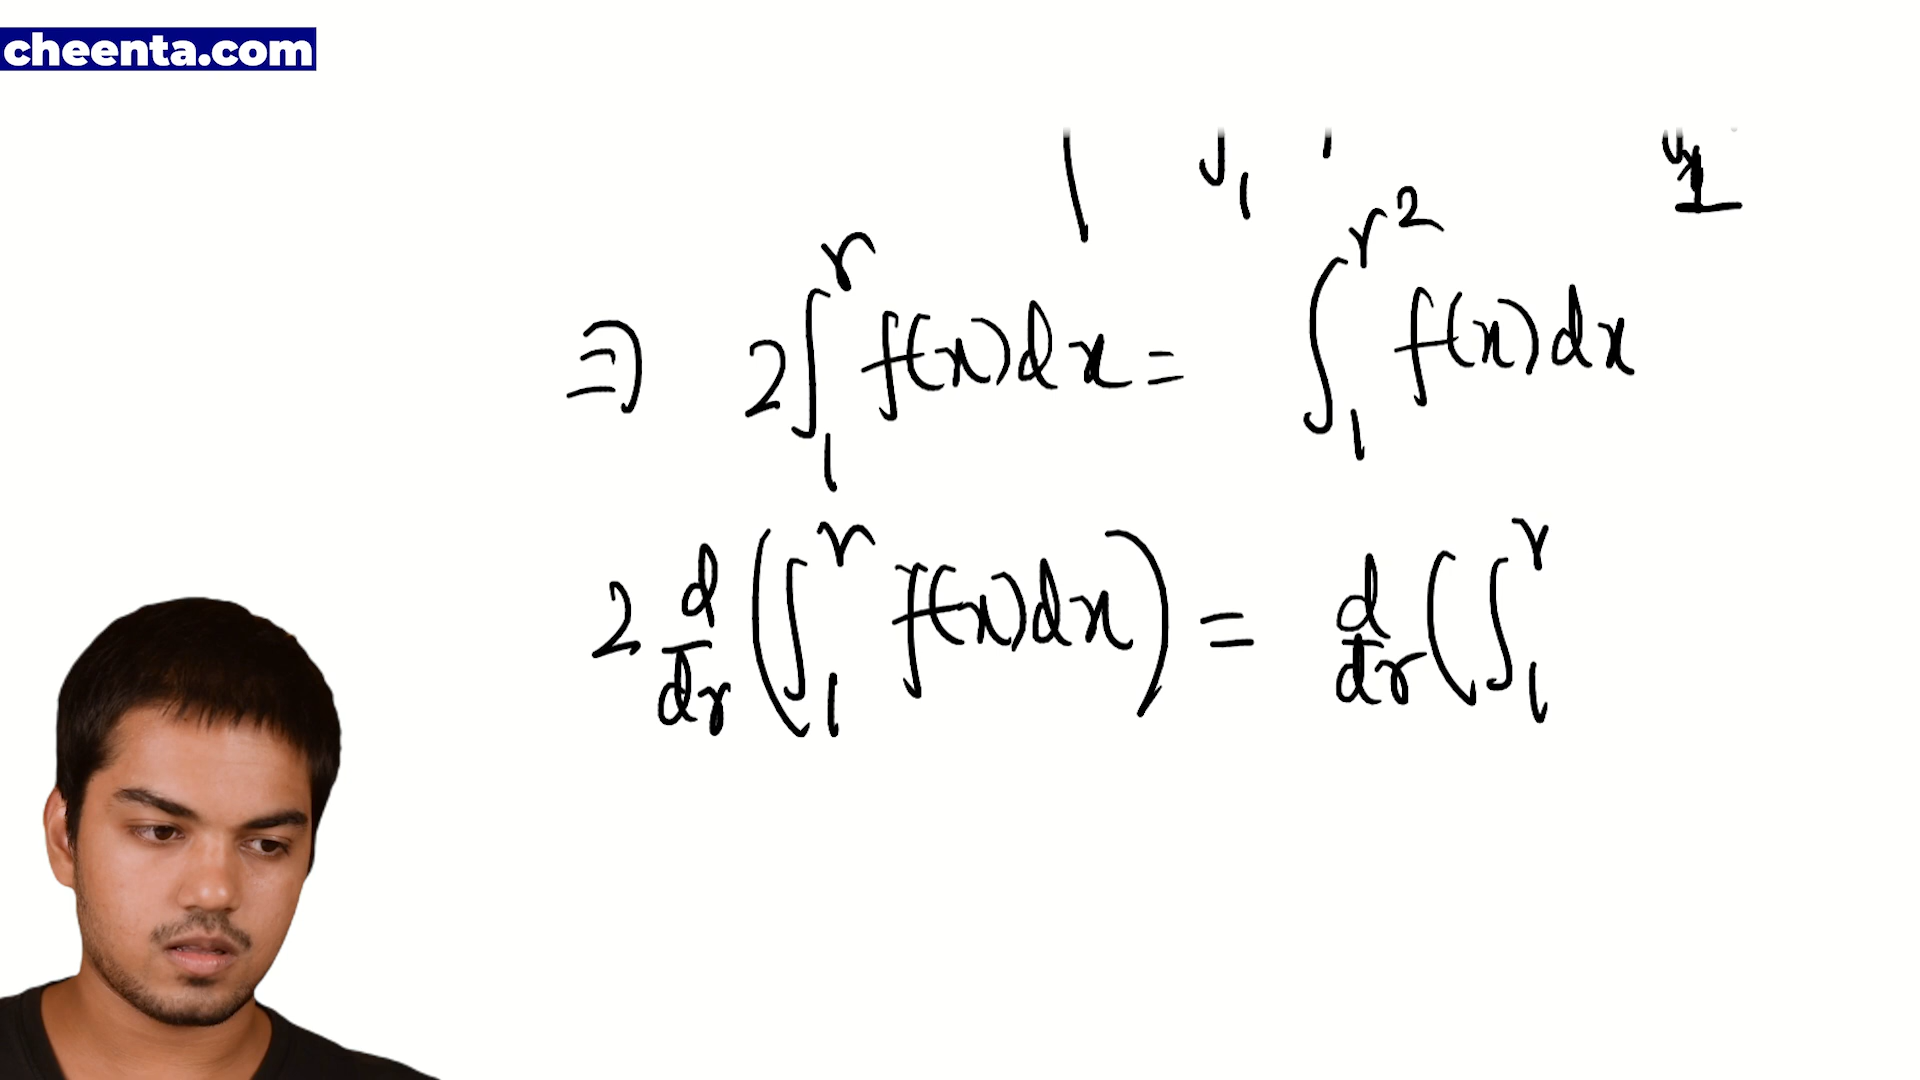 cheenta.com
⇒ 2∫₁^r f(x)dx = ∫₁^{r²} f(x)dx
2 d/dr (∫₁^r f(x)dx) = d/dr (∫₁^r